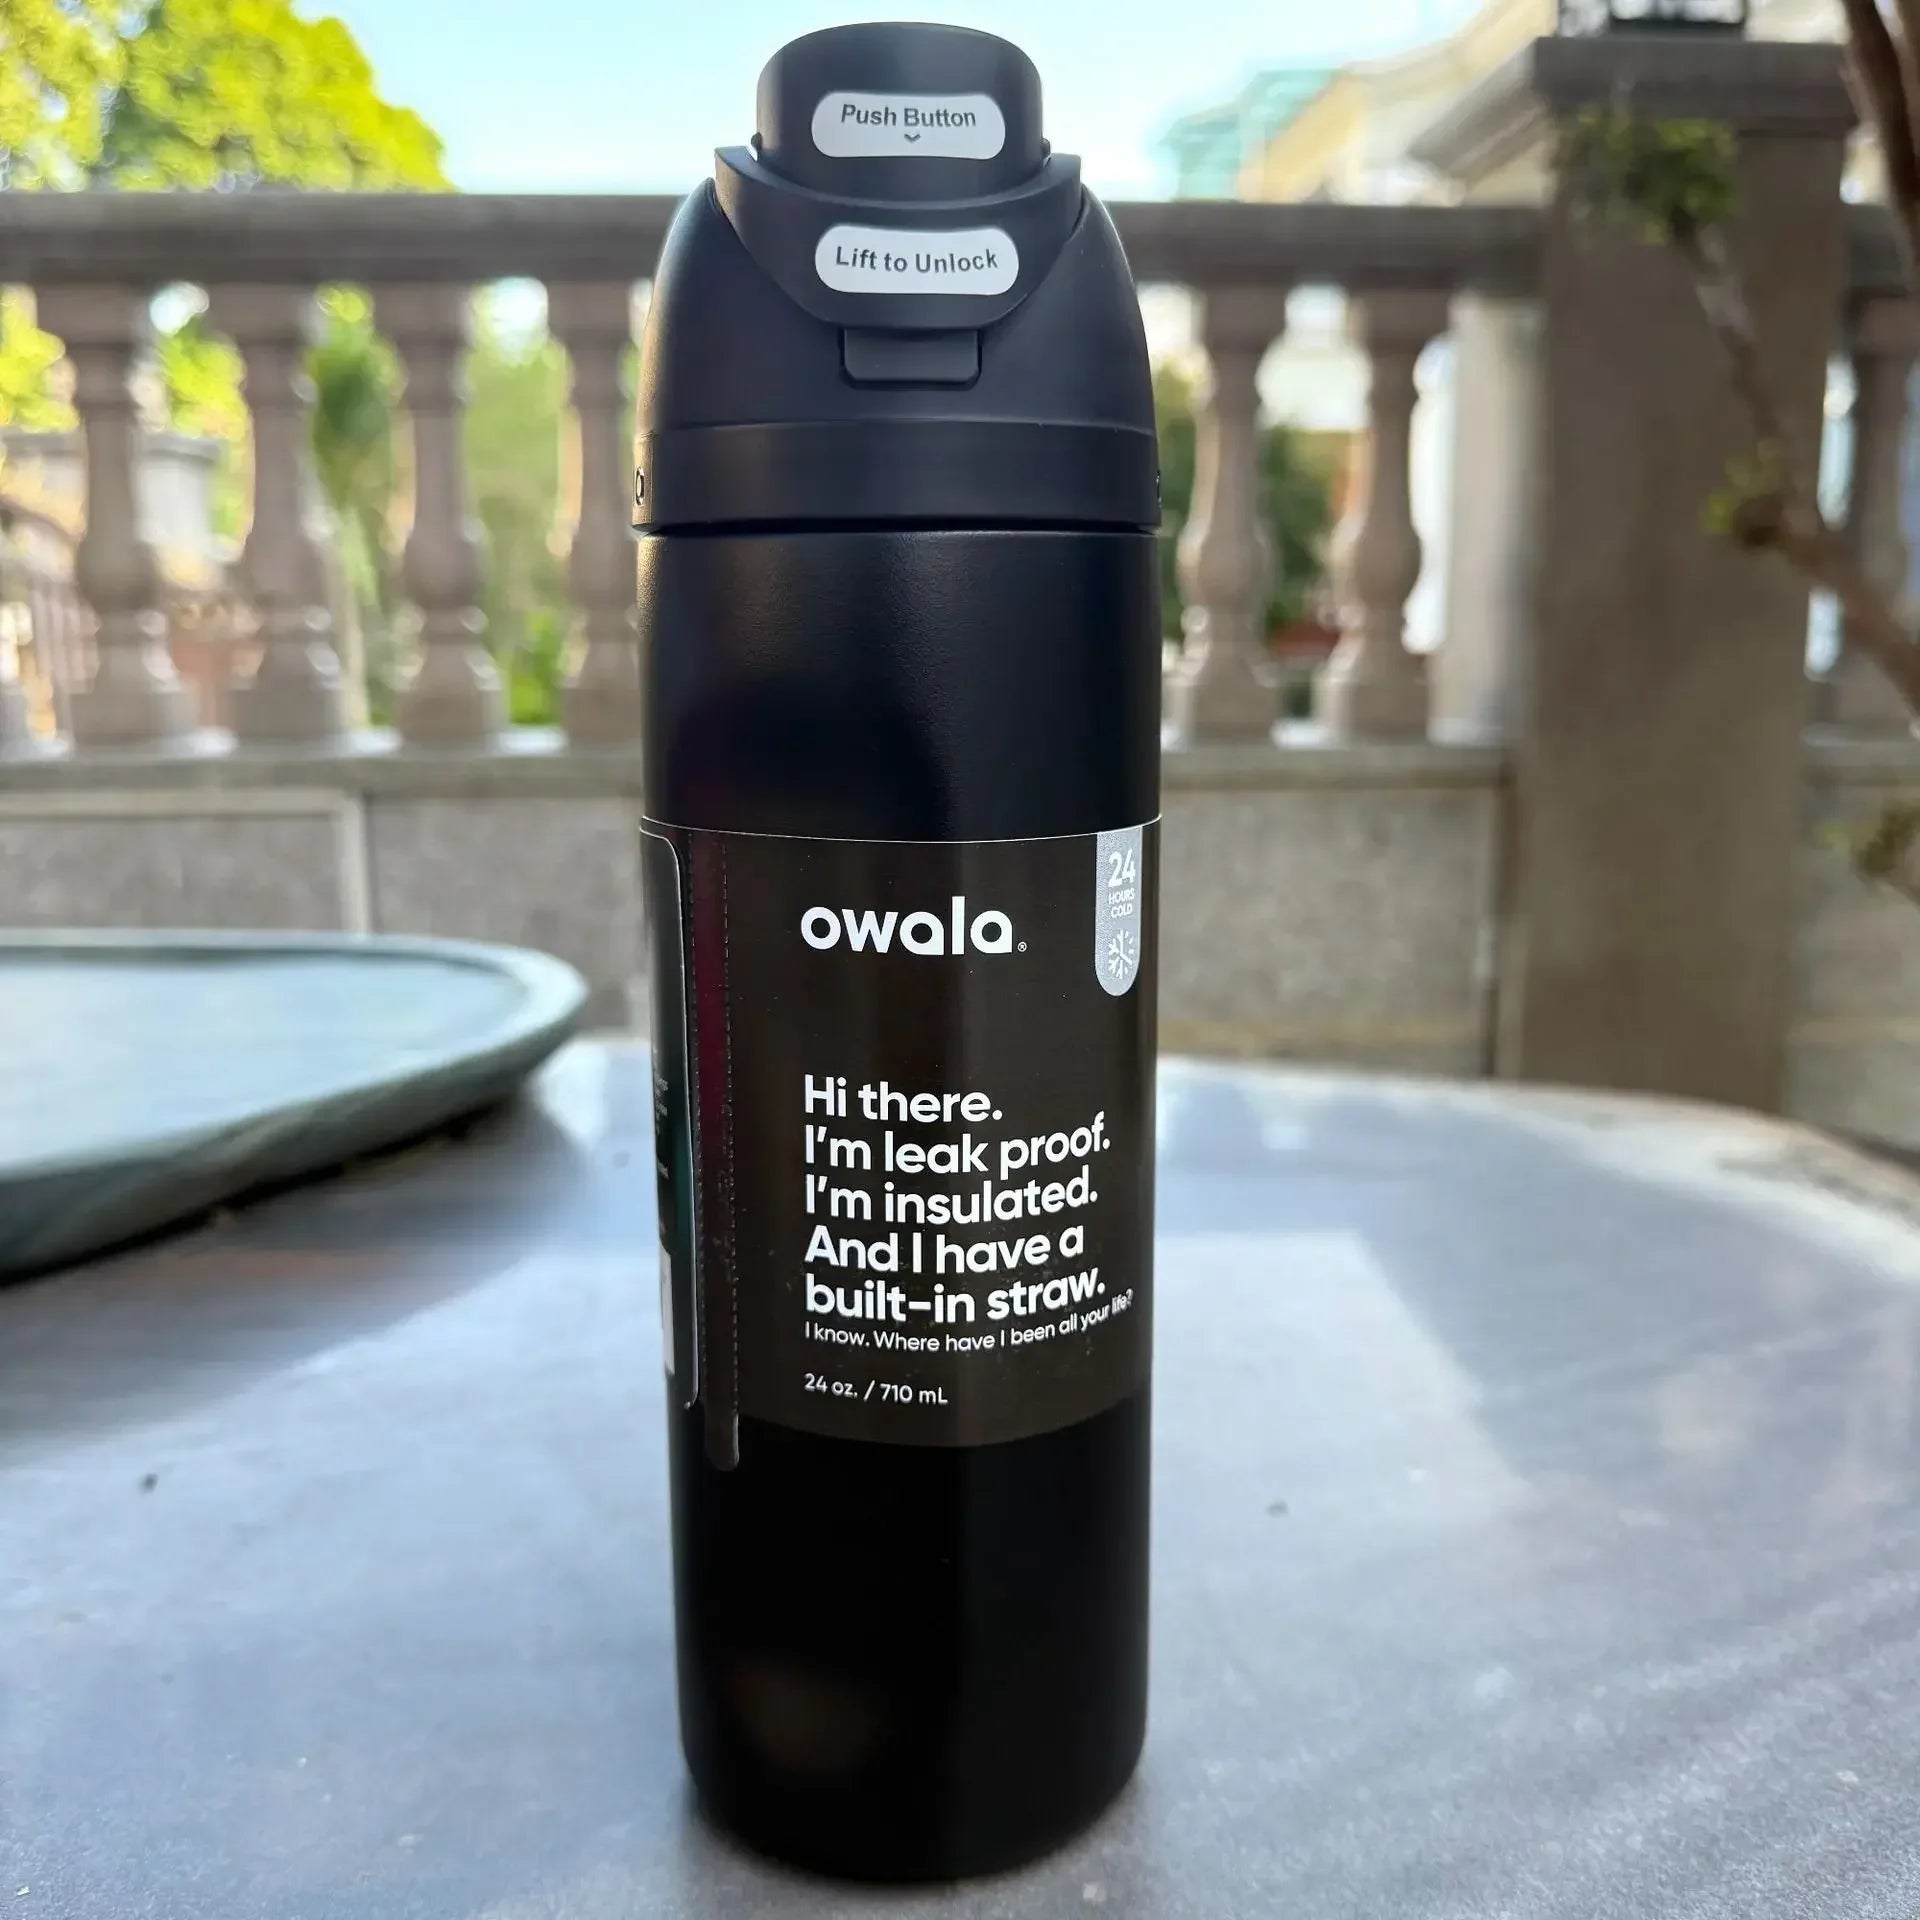 Push Button
Lift to Unlock
24
HOURS
COLD
owala®
Hi there.
I'm leak proof.
I'm insulated.
And I have a
built-in straw.
I know. Where have I been all your life?
24 oz. / 710 mL